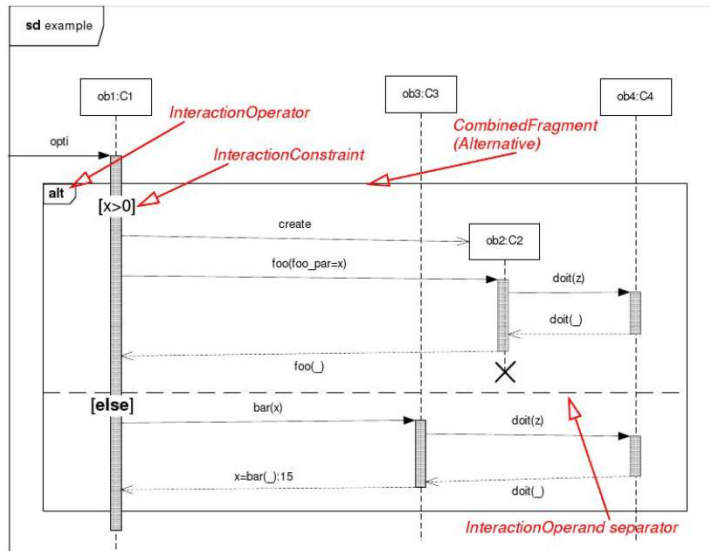 sd example
ob1:C1
ob3:C3
ob4:C4
InteractionOperator
CombinedFragment
(Alternative)
opti
InteractionConstraint
alt
[x>0]
create
ob2:C2
foo(foo_par=x)
doit(z)
doit(_)
foo(_)
[else]
bar(x)
doit(z)
x=bar(_):15
doit(_)
InteractionOperand separator